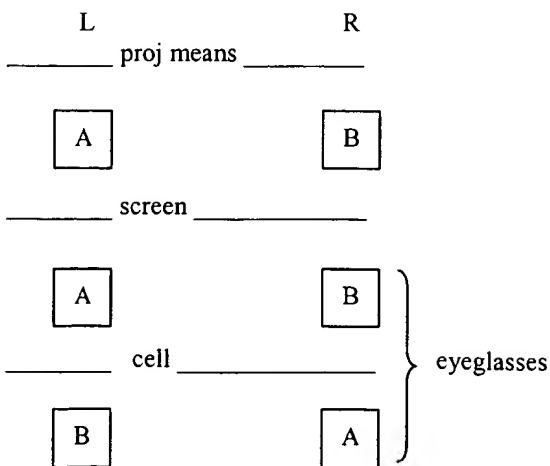 L R
proj means
A B
screen
A B
cell
eyeglasses
B A